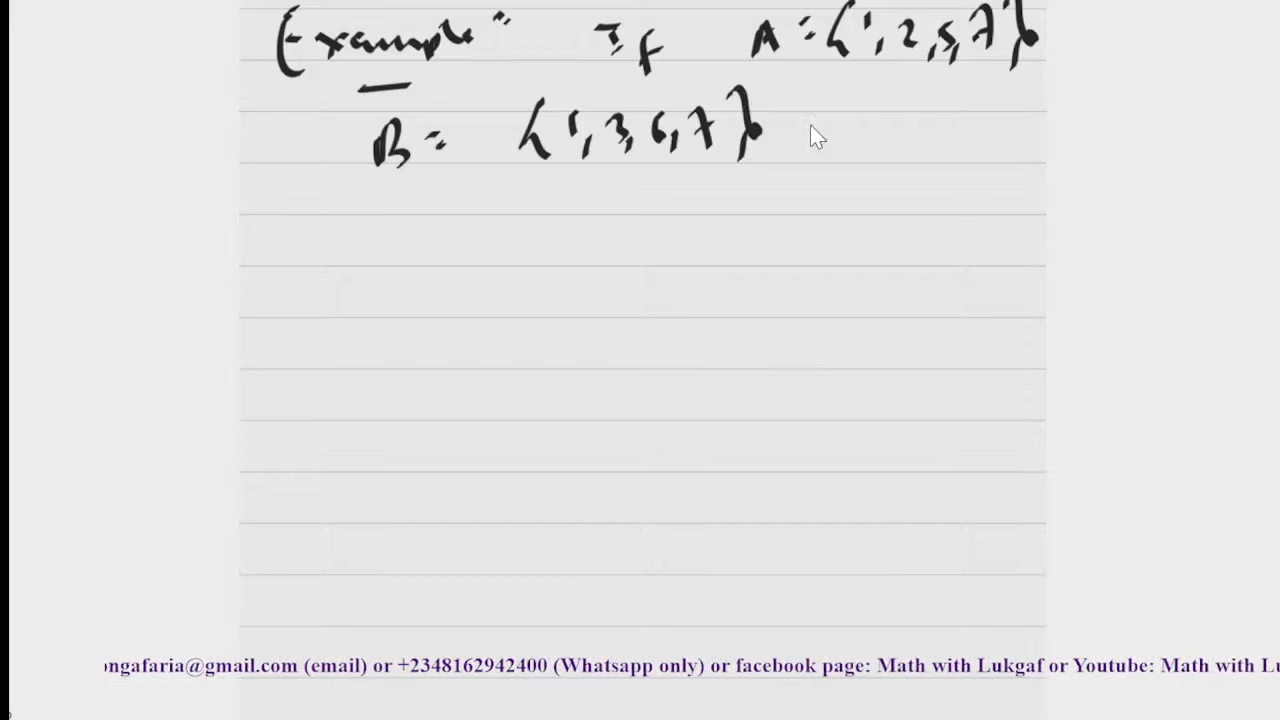 Example: If A = {1, 2, 5, 7}
B = {1, 3, 6, 7}
ongafaria@gmail.com (email) or +2348162942400 (Whatsapp only) or facebook page: Math with Lukgaf or Youtube: Math with Lu